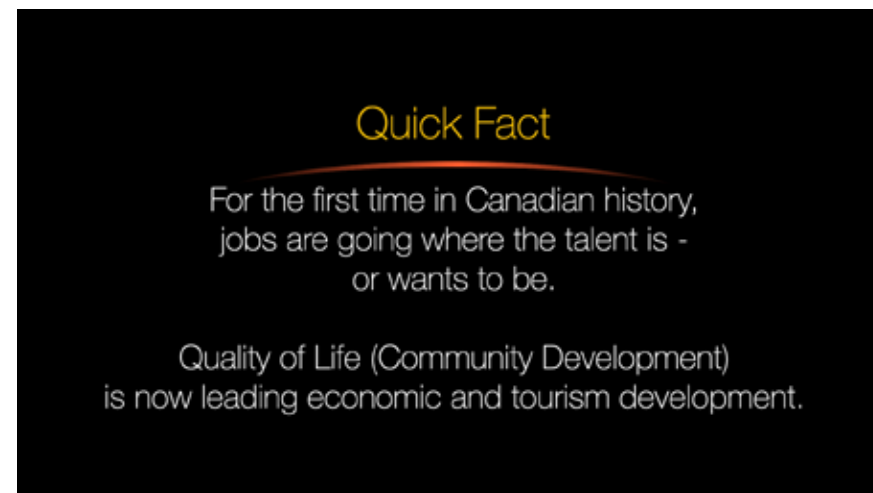 Quick Fact
For the first time in Canadian history,
jobs are going where the talent is -
or wants to be.
Quality of Life (Community Development)
is now leading economic and tourism development.